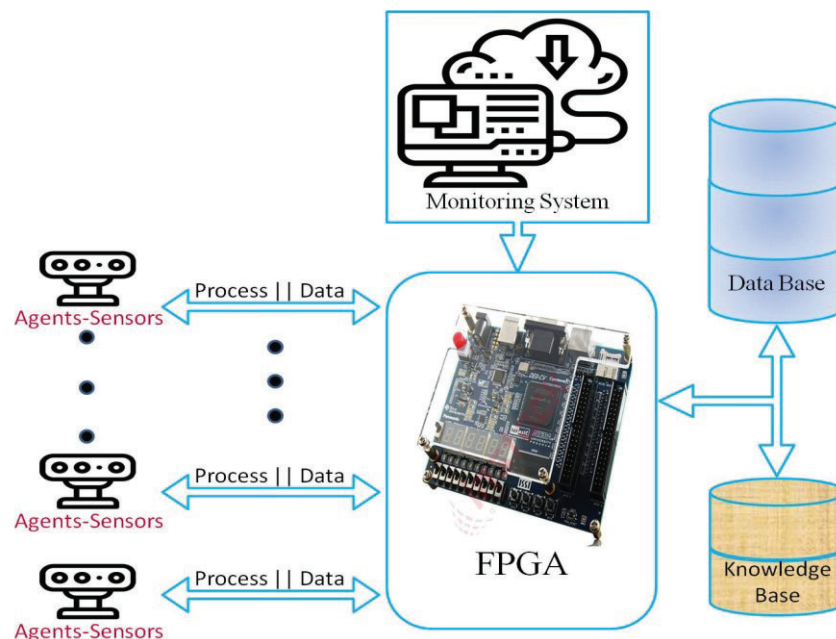 Monitoring System
Data Base
Process || Data
Agents-Sensors
Process || Data
Agents-Sensors
FPGA
Knowledge
Base
Process || Data
Agents-Sensors